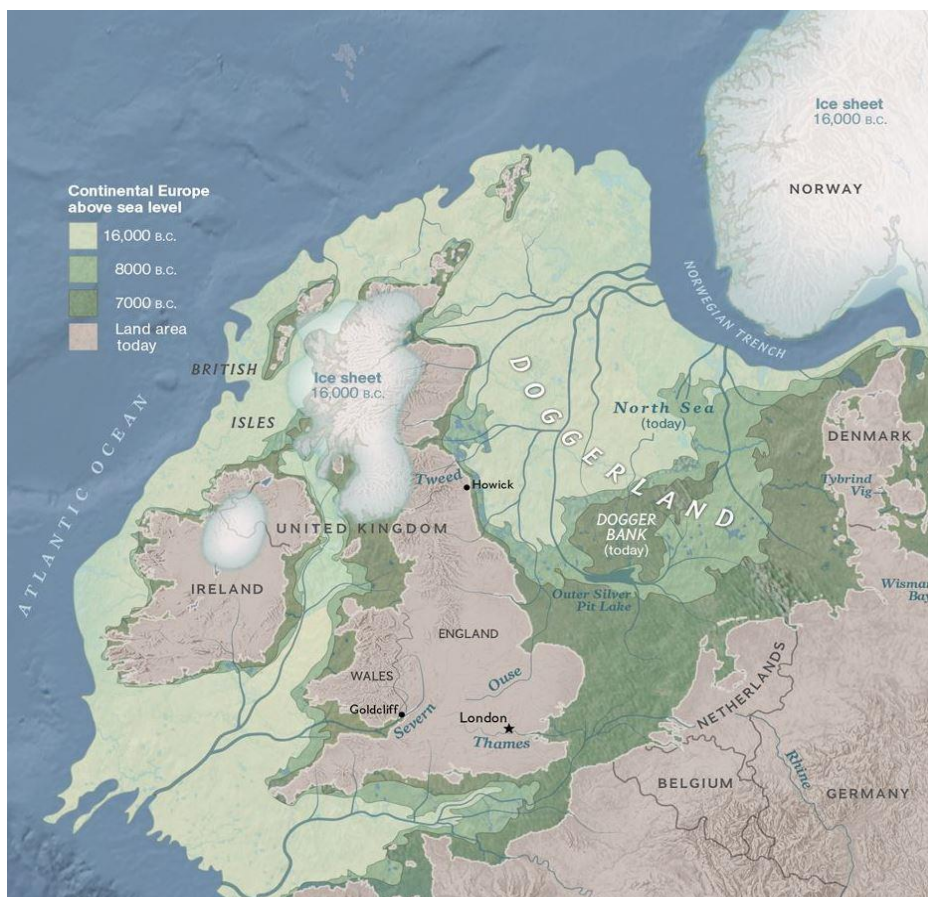 Ice sheet
16,000 B.C.
NORWAY
Continental Europe
above sea level
16,000 B.C.
8000 B.C.
7000 B.C.
Land area
today
NORWEGIAN TRENCH
BRITISH
ISLES
Ice sheet
16,000 B.C.
ATLANTIC OCEAN
DOGGERLAND
North Sea
(today)
DENMARK
Tybrind
Vig
Tweed
Howick
DOGGER
BANK
(today)
UNITED KINGDOM
IRELAND
Outer Silver
Pit Lake
Wismar
Bay
ENGLAND
WALES
Ouse
NETHERLANDS
Goldcliff
Severn
London
Thames
BELGIUM
Rhine
GERMANY